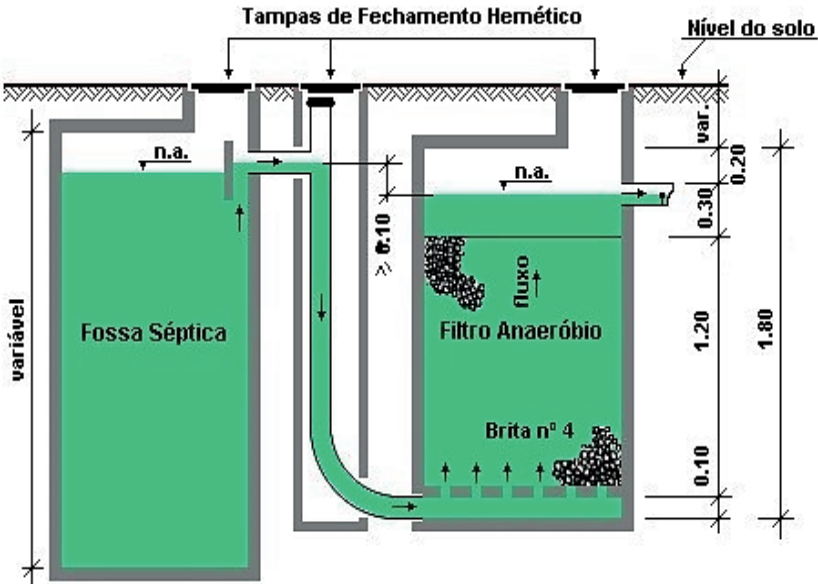 Tampas de Fechamento Hemético
Nível do solo
var.
n.a.
n.a.
0.20
0.30
≥ 0.10
fluxo
variável
Fossa Séptica
Filtro Anaeróbio
1.20
1.80
Brita nº 4
0.10